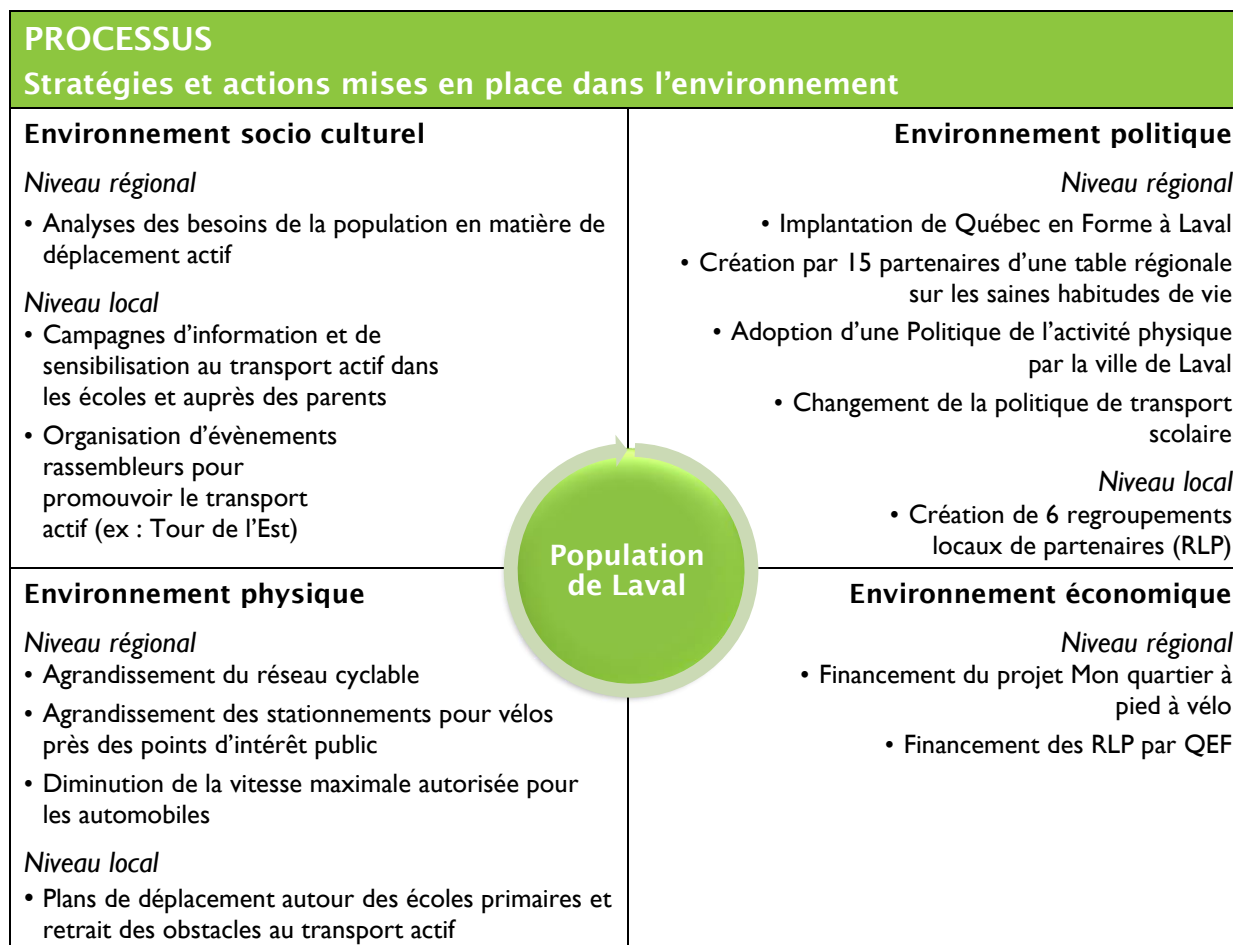 PROCESSUS
Stratégies et actions mises en place dans l'environnement
Environnement socio culturel
Niveau régional
• Analyses des besoins de la population en matière de
déplacement actif
Niveau local
• Campagnes d'information et de
sensibilisation au transport actif dans
les écoles et auprès des parents
• Organisation d'évènements
rassembleurs pour
promouvoir le transport
actif (ex : Tour de l'Est)
Environnement politique
Niveau régional
• Implantation de Québec en Forme à Laval
• Création par 15 partenaires d'une table régionale
sur les saines habitudes de vie
• Adoption d'une Politique de l'activité physique
par la ville de Laval
• Changement de la politique de transport
scolaire
Niveau local
• Création de 6 regroupements
locaux de partenaires (RLP)
Population
de Laval
Environnement physique
Niveau régional
• Agrandissement du réseau cyclable
• Agrandissement des stationnements pour vélos
près des points d'intérêt public
• Diminution de la vitesse maximale autorisée pour
les automobiles
Niveau local
• Plans de déplacement autour des écoles primaires et
retrait des obstacles au transport actif
Environnement économique
Niveau régional
• Financement du projet Mon quartier à
pied à vélo
• Financement des RLP par QEF